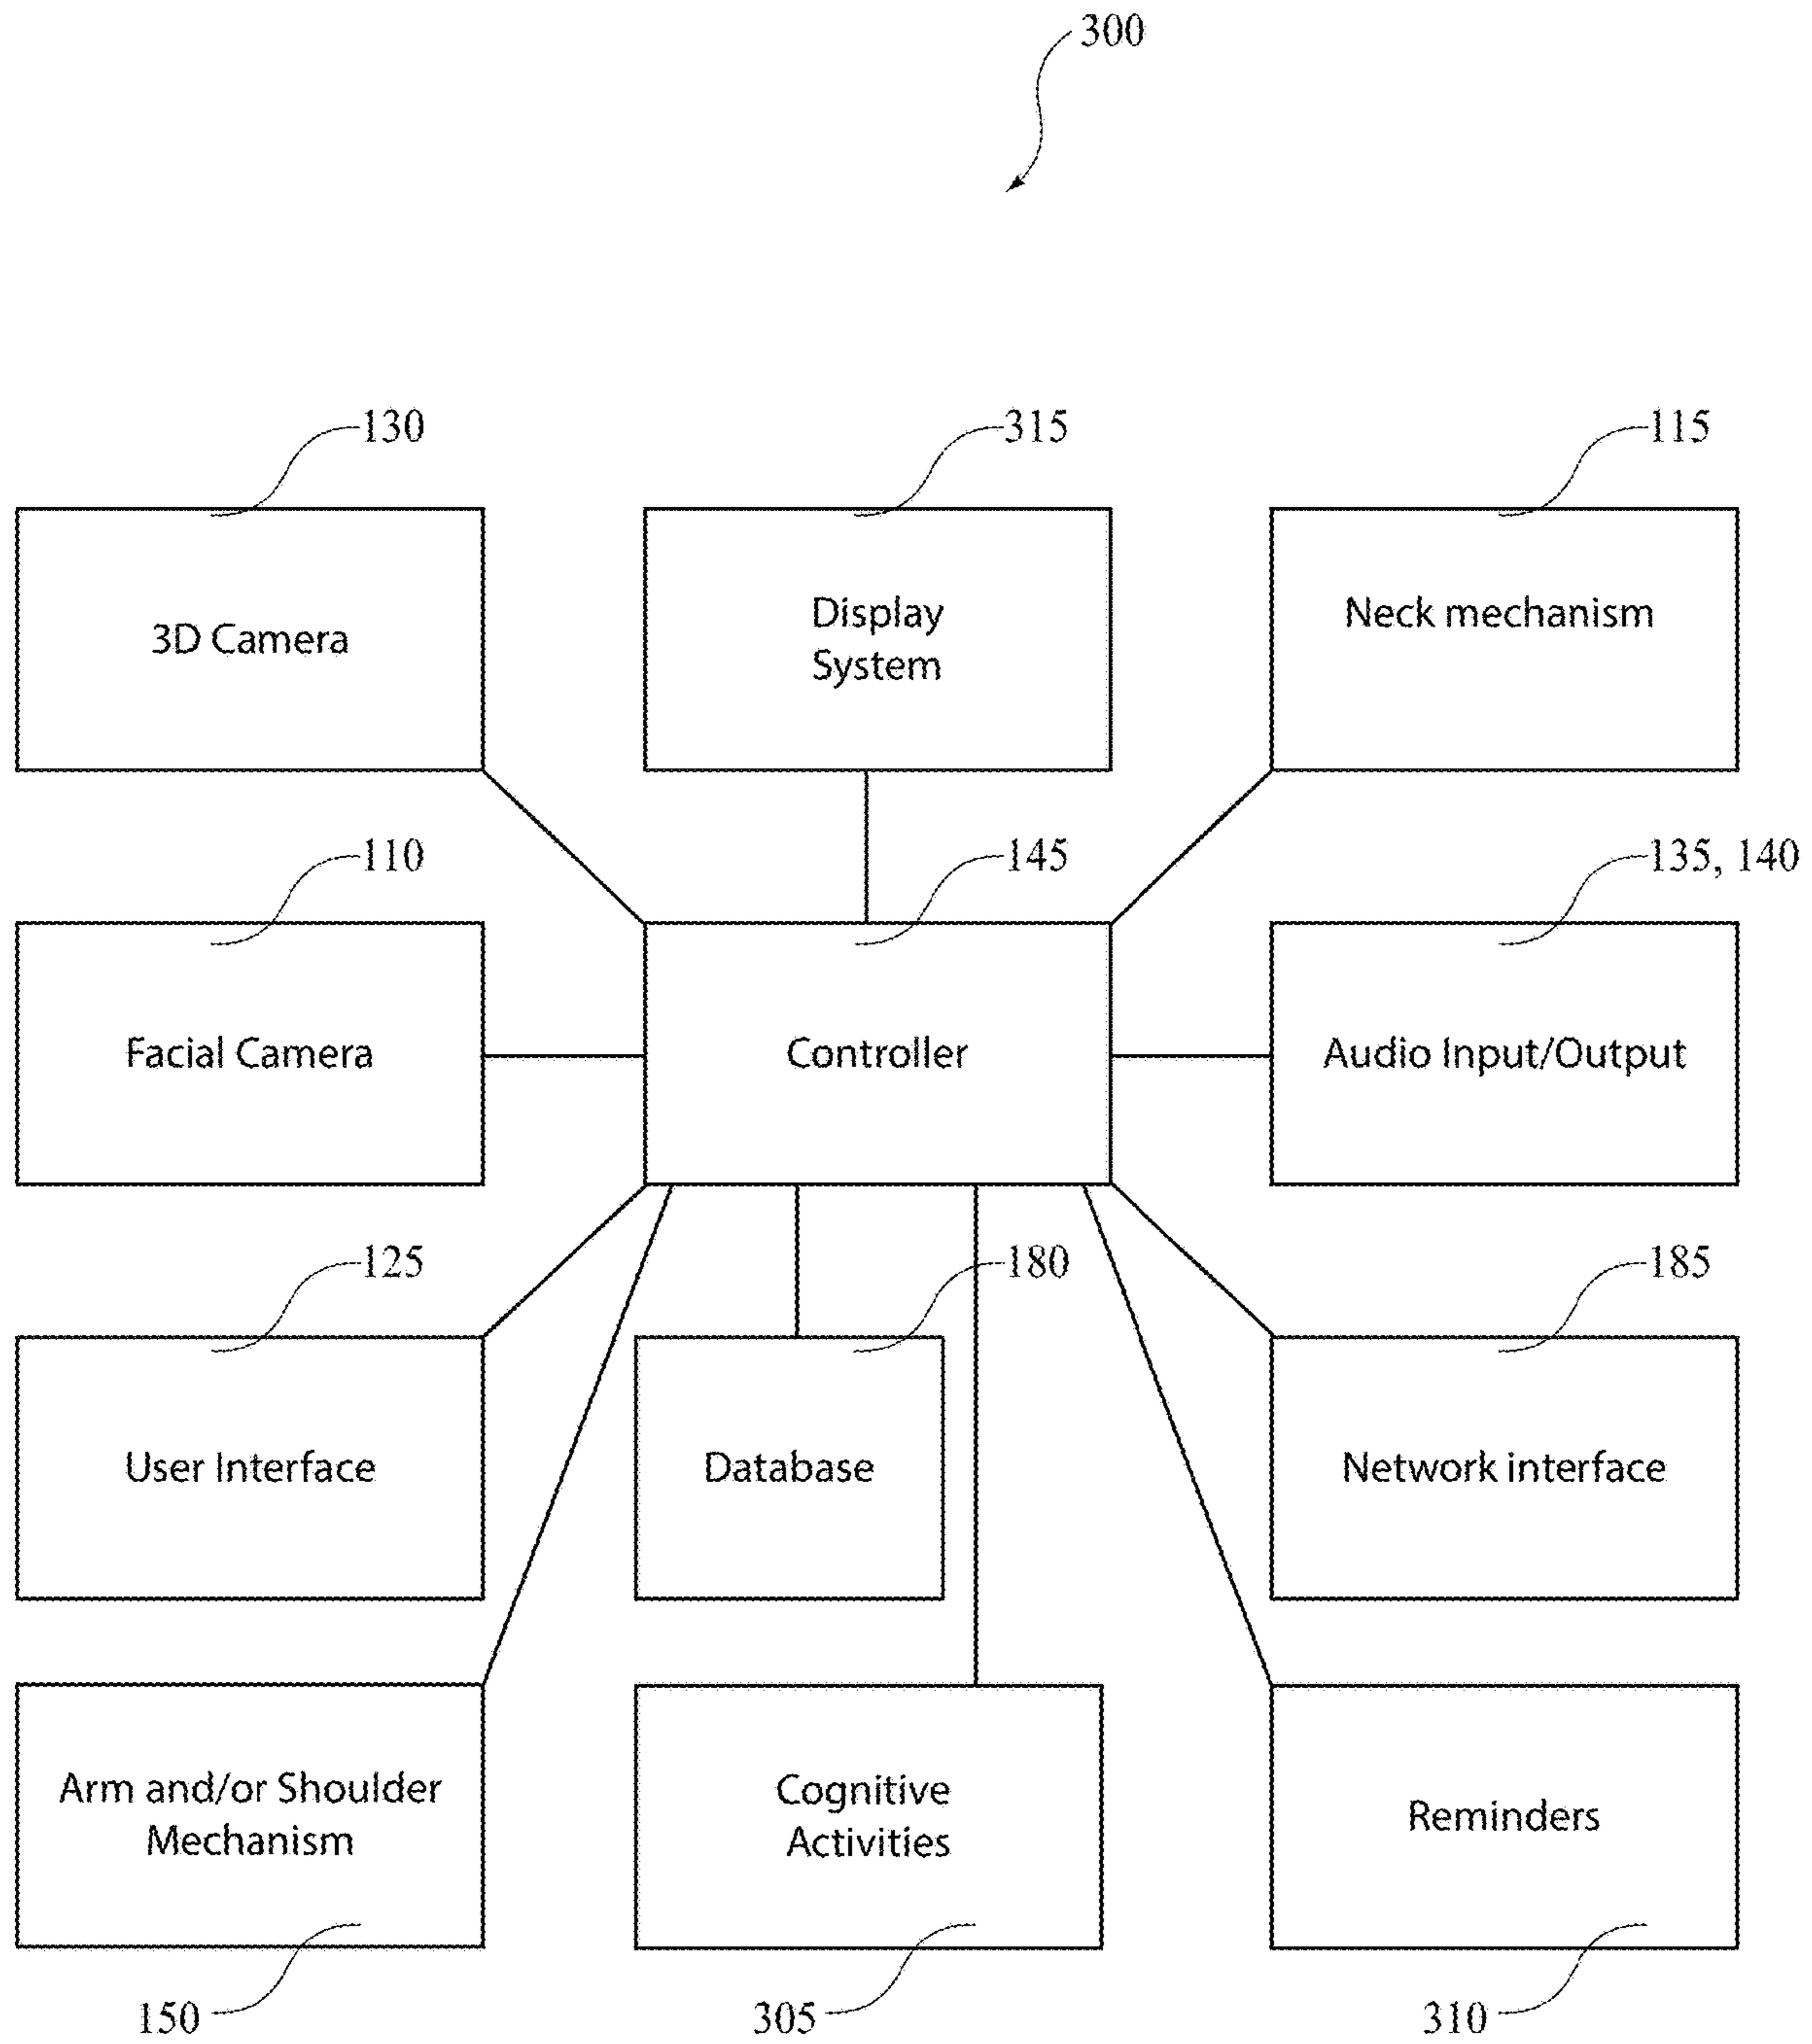 300
130
315
115
3D Camera
Display
System
Neck mechanism
110
145
135, 140
Facial Camera
Controller
Audio Input/Output
125
180
185
User Interface
Database
Network interface
Arm and/or Shoulder
Mechanism
Cognitive
Activities
Reminders
150
305
310